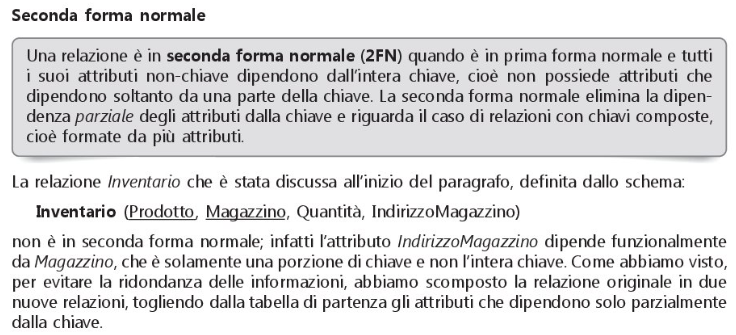 Seconda forma normale
Una relazione è in seconda forma normale (2FN) quando è in prima forma normale e tutti
i suoi attributi non-chiave dipendono dall'intera chiave, cioè non possiede attributi che
dipendono soltanto da una parte della chiave. La seconda forma normale elimina la dipen-
denza parziale degli attributi dalla chiave e riguarda il caso di relazioni con chiavi composte,
cioè formate da più attributi.
La relazione Inventario che è stata discussa all'inizio del paragrafo, definita dallo schema:
Inventario (Prodotto, Magazzino, Quantità, IndirizzoMagazzino)
non è in seconda forma normale; infatti l'attributo IndirizzoMagazzino dipende funzionalmente
da Magazzino, che è solamente una porzione di chiave e non l'intera chiave. Come abbiamo visto,
per evitare la ridondanza delle informazioni, abbiamo scomposto la relazione originale in due
nuove relazioni, togliendo dalla tabella di partenza gli attributi che dipendono solo parzialmente
dalla chiave.